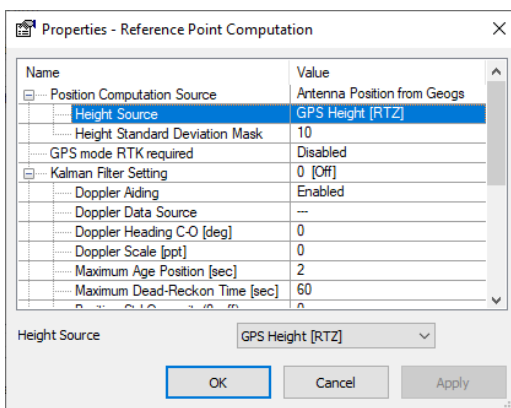 Properties - Reference Point Computation
Name Value
Position Computation Source Antenna Position from Geogs
Height Source GPS Height [RTZ]
Height Standard Deviation Mask 10
GPS mode RTK required Disabled
Kalman Filter Setting 0 [Off]
Doppler Aiding Enabled
Doppler Data Source ---
Doppler Heading C-O [deg] 0
Doppler Scale [ppt] 0
Maximum Age Position [sec] 2
Maximum Dead-Reckon Time [sec] 60
Height Source GPS Height [RTZ]
OK Cancel Apply